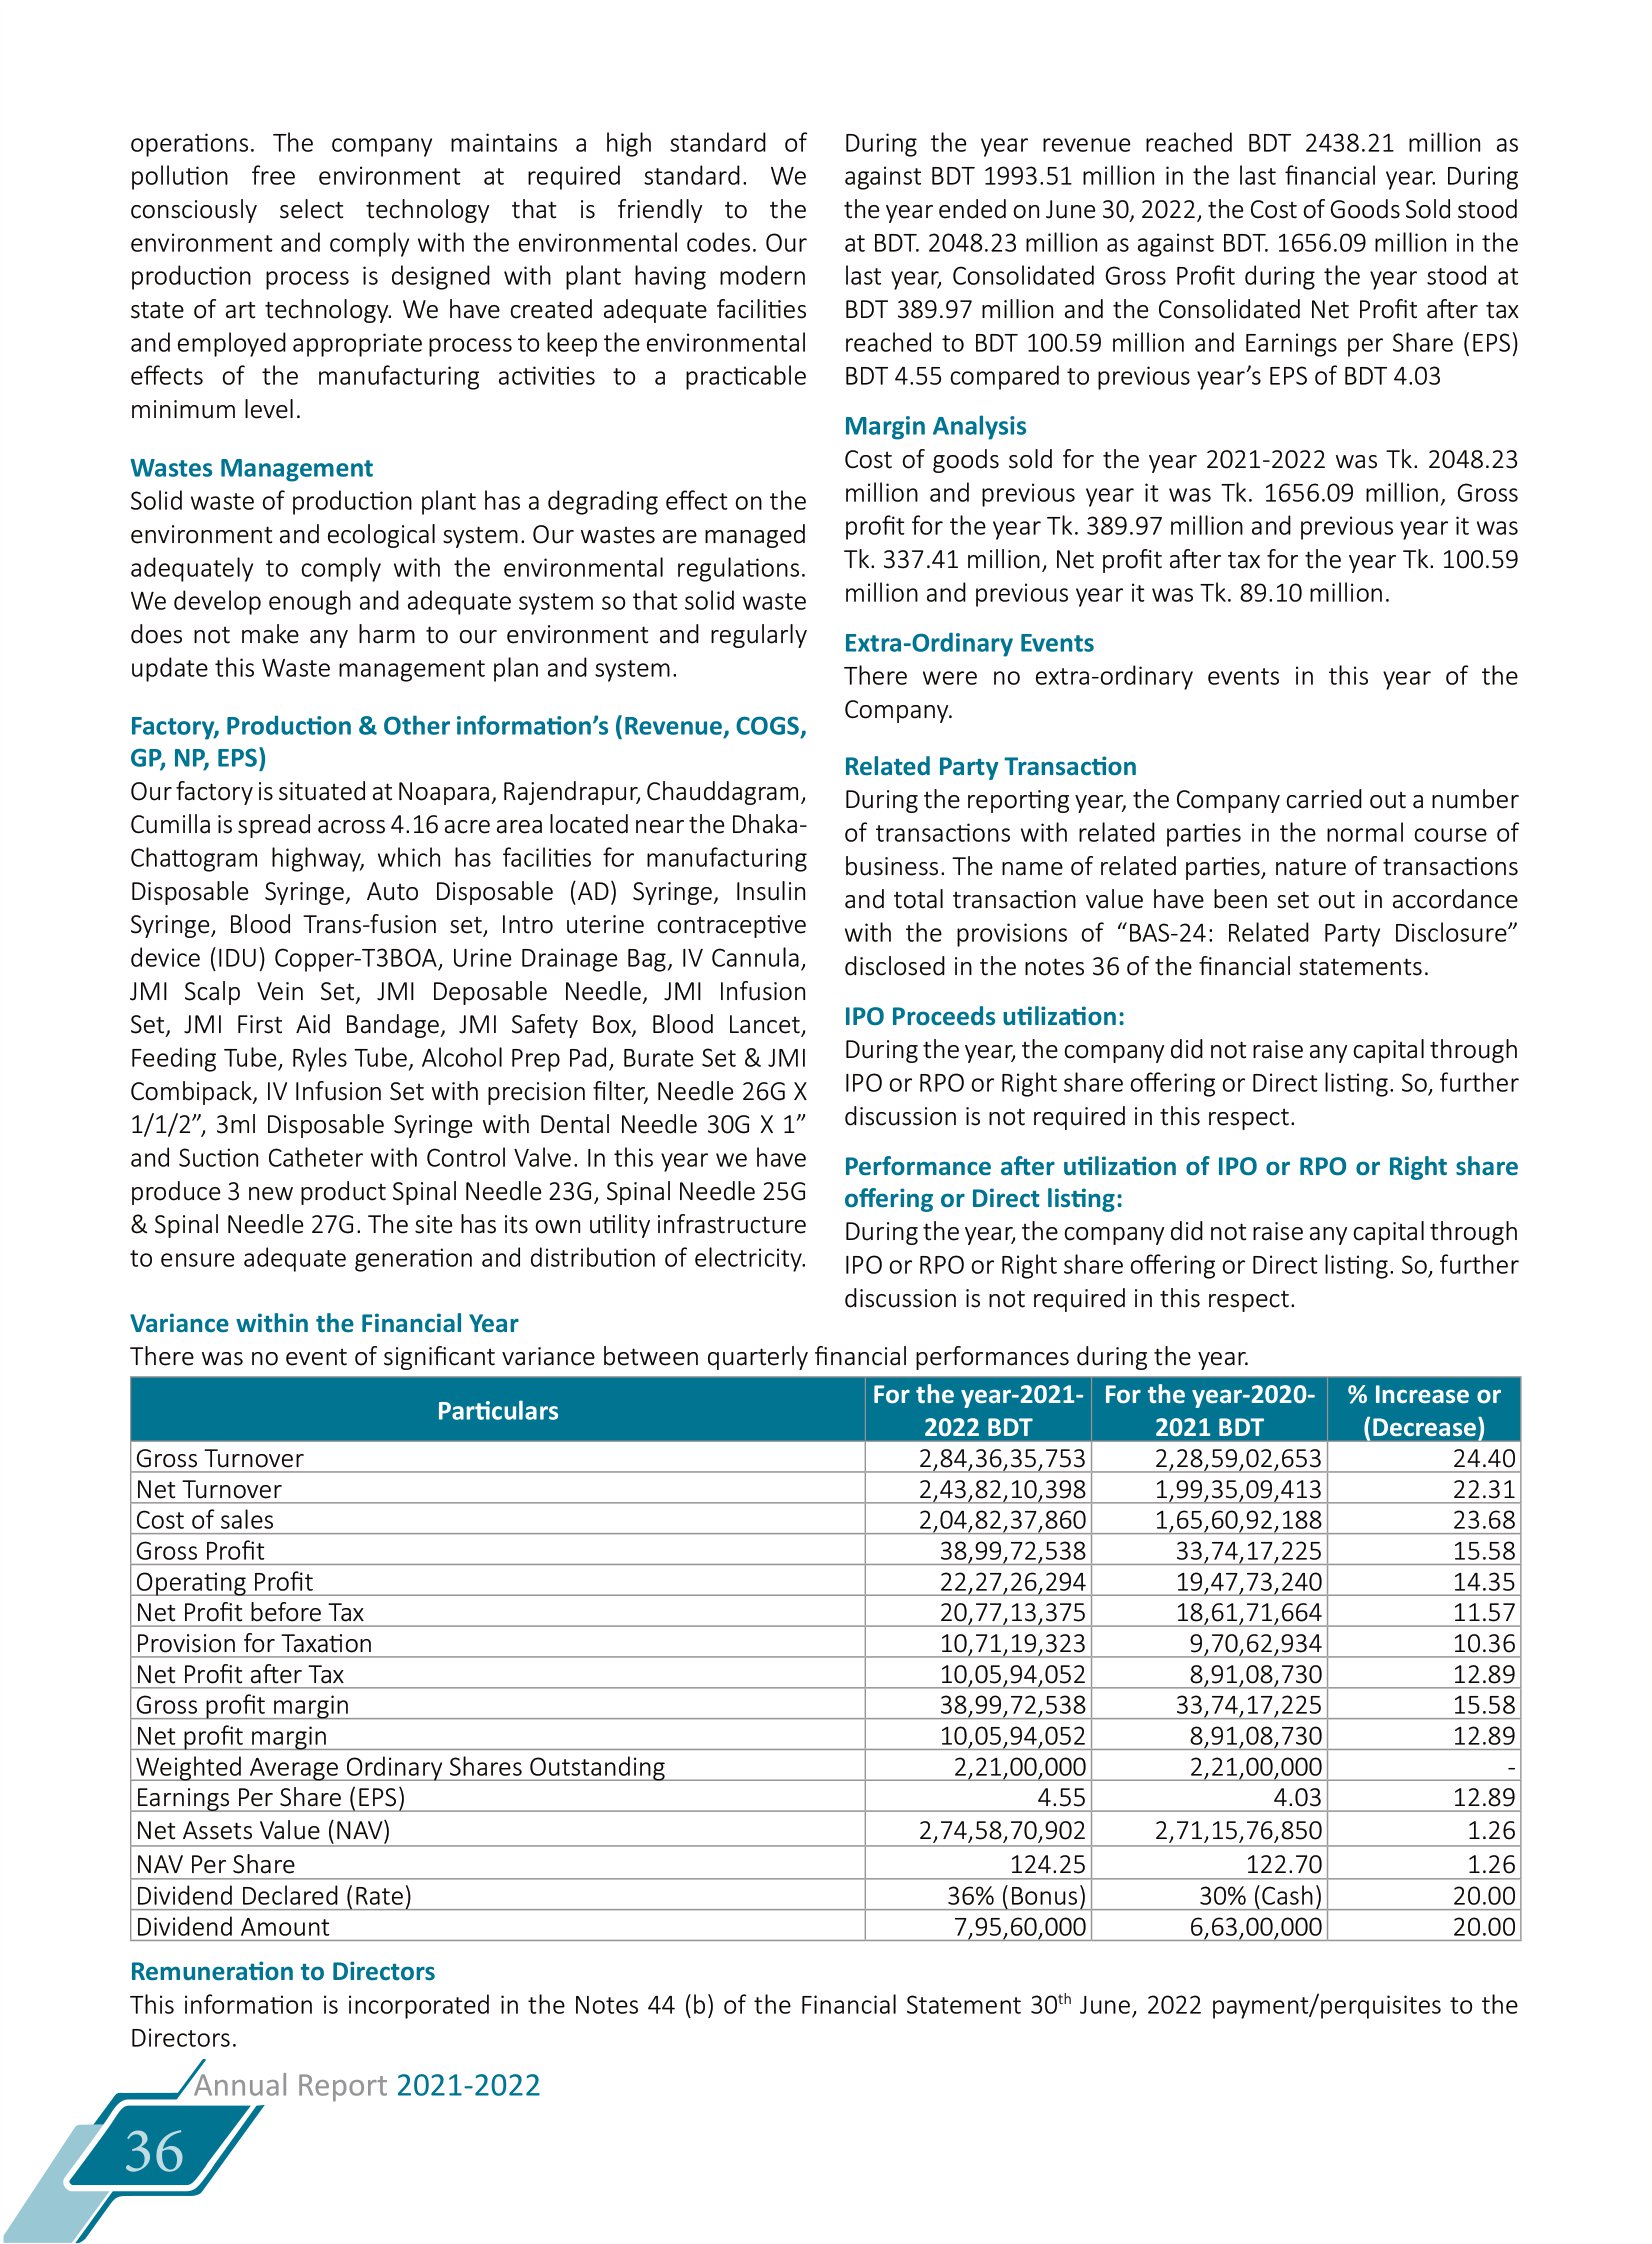 operations. The company maintains a high standard of
pollution free environment at required standard. We
consciously select technology that is friendly to the
environment and comply with the environmental codes. Our
production process is designed with plant having modern
state of art technology. We have created adequate facilities
and employed appropriate process to keep the environmental
effects of the manufacturing activities to a practicable
minimum level.
Wastes Management
Solid waste of production plant has a degrading effect on the
environment and ecological system. Our wastes are managed
adequately to comply with the environmental regulations.
We develop enough and adequate system so that solid waste
does not make any harm to our environment and regularly
update this Waste management plan and system.
Factory, Production & Other information’s (Revenue, COGS,
GP, NP, EPS)
Our factory is situated at Noapara, Rajendrapur, Chauddagram,
Cumilla is spread across 4.16 acre area located near the Dhaka-
Chattogram highway, which has facilities for manufacturing
Disposable Syringe, Auto Disposable (AD) Syringe, Insulin
Syringe, Blood Trans-fusion set, Intro uterine contraceptive
device (IDU) Copper-T3BOA, Urine Drainage Bag, IV Cannula,
JMI Scalp Vein Set, JMI Deposable Needle, JMI Infusion
Set, JMI First Aid Bandage, JMI Safety Box, Blood Lancet,
Feeding Tube, Ryles Tube, Alcohol Prep Pad, Burate Set & JMI
Combipack, IV Infusion Set with precision filter, Needle 26G X
1/1/2”, 3ml Disposable Syringe with Dental Needle 30G X 1”
and Suction Catheter with Control Valve. In this year we have
produce 3 new product Spinal Needle 23G, Spinal Needle 25G
& Spinal Needle 27G. The site has its own utility infrastructure
to ensure adequate generation and distribution of electricity.
During the year revenue reached BDT 2438.21 million as
against BDT 1993.51 million in the last financial year. During
the year ended on June 30, 2022, the Cost of Goods Sold stood
at BDT. 2048.23 million as against BDT. 1656.09 million in the
last year, Consolidated Gross Profit during the year stood at
BDT 389.97 million and the Consolidated Net Profit after tax
reached to BDT 100.59 million and Earnings per Share (EPS)
BDT 4.55 compared to previous year’s EPS of BDT 4.03
Margin Analysis
Cost of goods sold for the year 2021-2022 was Tk. 2048.23
million and previous year it was Tk. 1656.09 million, Gross
profit for the year Tk. 389.97 million and previous year it was
Tk. 337.41 million, Net profit after tax for the year Tk. 100.59
million and previous year it was Tk. 89.10 million.
Extra-Ordinary Events
There were no extra-ordinary events in this year of the
Company.
Related Party Transaction
During the reporting year, the Company carried out a number
of transactions with related parties in the normal course of
business. The name of related parties, nature of transactions
and total transaction value have been set out in accordance
with the provisions of “BAS-24: Related Party Disclosure”
disclosed in the notes 36 of the financial statements.
IPO Proceeds utilization:
During the year, the company did not raise any capital through
IPO or RPO or Right share offering or Direct listing. So, further
discussion is not required in this respect.
Performance after utilization of IPO or RPO or Right share
offering or Direct listing:
During the year, the company did not raise any capital through
IPO or RPO or Right share offering or Direct listing. So, further
discussion is not required in this respect.
Variance within the Financial Year
There was no event of significant variance between quarterly financial performances during the year.
Particulars For the year-2021-2022 BDT For the year-2020-2021 BDT % Increase or (Decrease)
Gross Turnover 2,84,36,35,753 2,28,59,02,653 24.40
Net Turnover 2,43,82,10,398 1,99,35,09,413 22.31
Cost of sales 2,04,82,37,860 1,65,60,92,188 23.68
Gross Profit 38,99,72,538 33,74,17,225 15.58
Operating Profit 22,27,26,294 19,47,73,240 14.35
Net Profit before Tax 20,77,13,375 18,61,71,664 11.57
Provision for Taxation 10,71,19,323 9,70,62,934 10.36
Net Profit after Tax 10,05,94,052 8,91,08,730 12.89
Gross profit margin 38,99,72,538 33,74,17,225 15.58
Net profit margin 10,05,94,052 8,91,08,730 12.89
Weighted Average Ordinary Shares Outstanding 2,21,00,000 2,21,00,000 -
Earnings Per Share (EPS) 4.55 4.03 12.89
Net Assets Value (NAV) 2,74,58,70,902 2,71,15,76,850 1.26
NAV Per Share 124.25 122.70 1.26
Dividend Declared (Rate) 36% (Bonus) 30% (Cash) 20.00
Dividend Amount 7,95,60,000 6,63,00,000 20.00
Remuneration to Directors
This information is incorporated in the Notes 44 (b) of the Financial Statement 30th June, 2022 payment/perquisites to the
Directors.
Annual Report 2021-2022
36